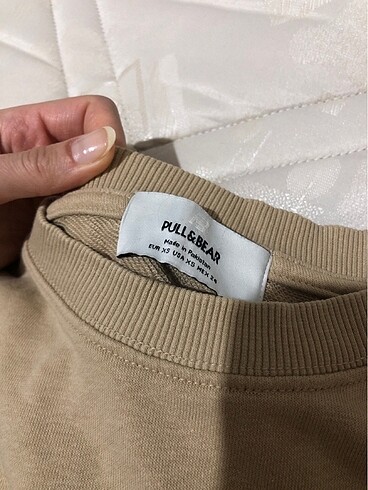 PULL&BEAR
Made in Pakistan
EUR XS USA XS MEX 24